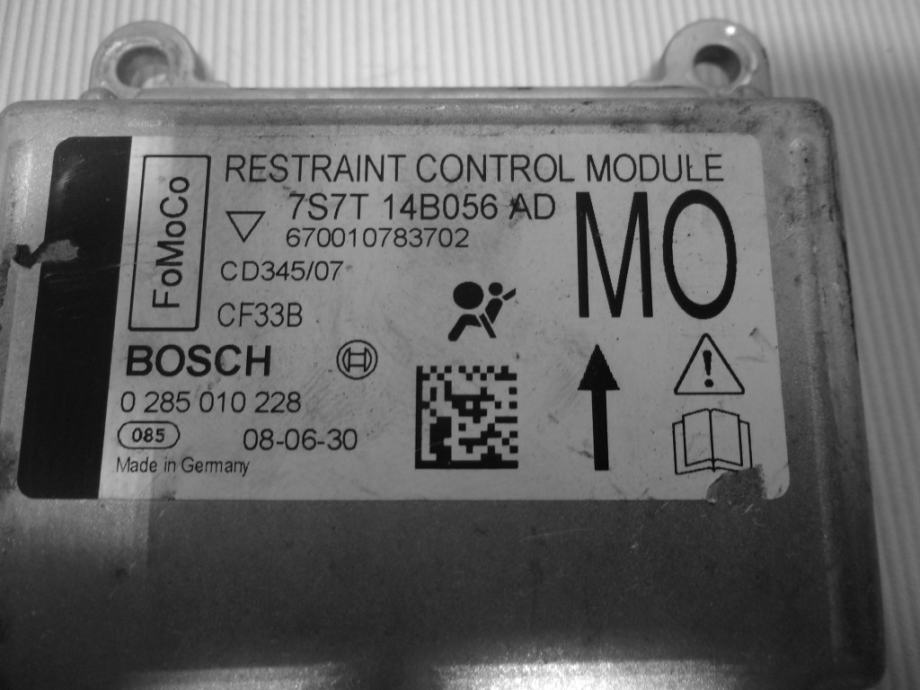 FoMoCo
RESTRAINT CONTROL MODULE
7S7T 14B056 AD
670010783702
MO
CD345/07
CF33B
BOSCH
0 285 010 228
085
08-06-30
Made in Germany